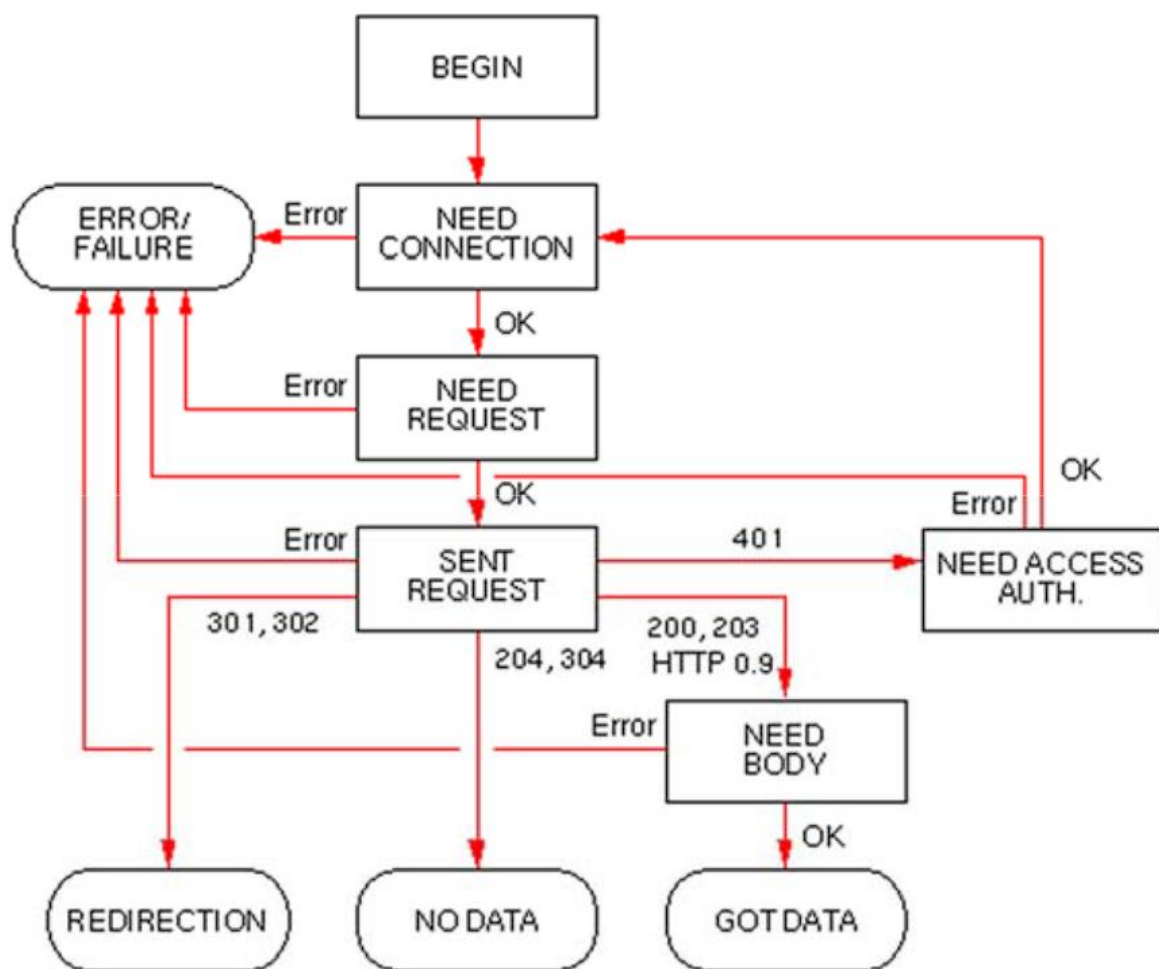 BEGIN
ERROR/
FAILURE
Error
NEED
CONNECTION
OK
Error
NEED
REQUEST
OK
OK
Error
Error
SENT
REQUEST
401
NEED ACCESS
AUTH.
301, 302
204, 304
200, 203
HTTP 0.9
Error
NEED
BODY
OK
REDIRECTION
NO DATA
GOT DATA